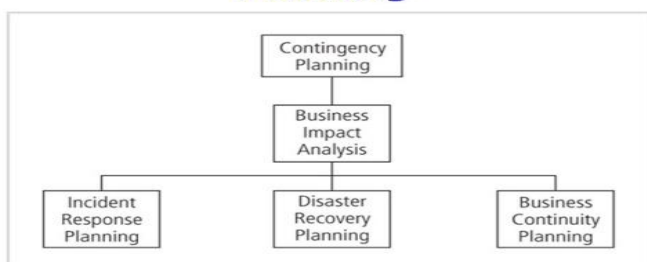 Contingency
Planning
Business
Impact
Analysis
Incident
Response
Planning
Disaster
Recovery
Planning
Business
Continuity
Planning